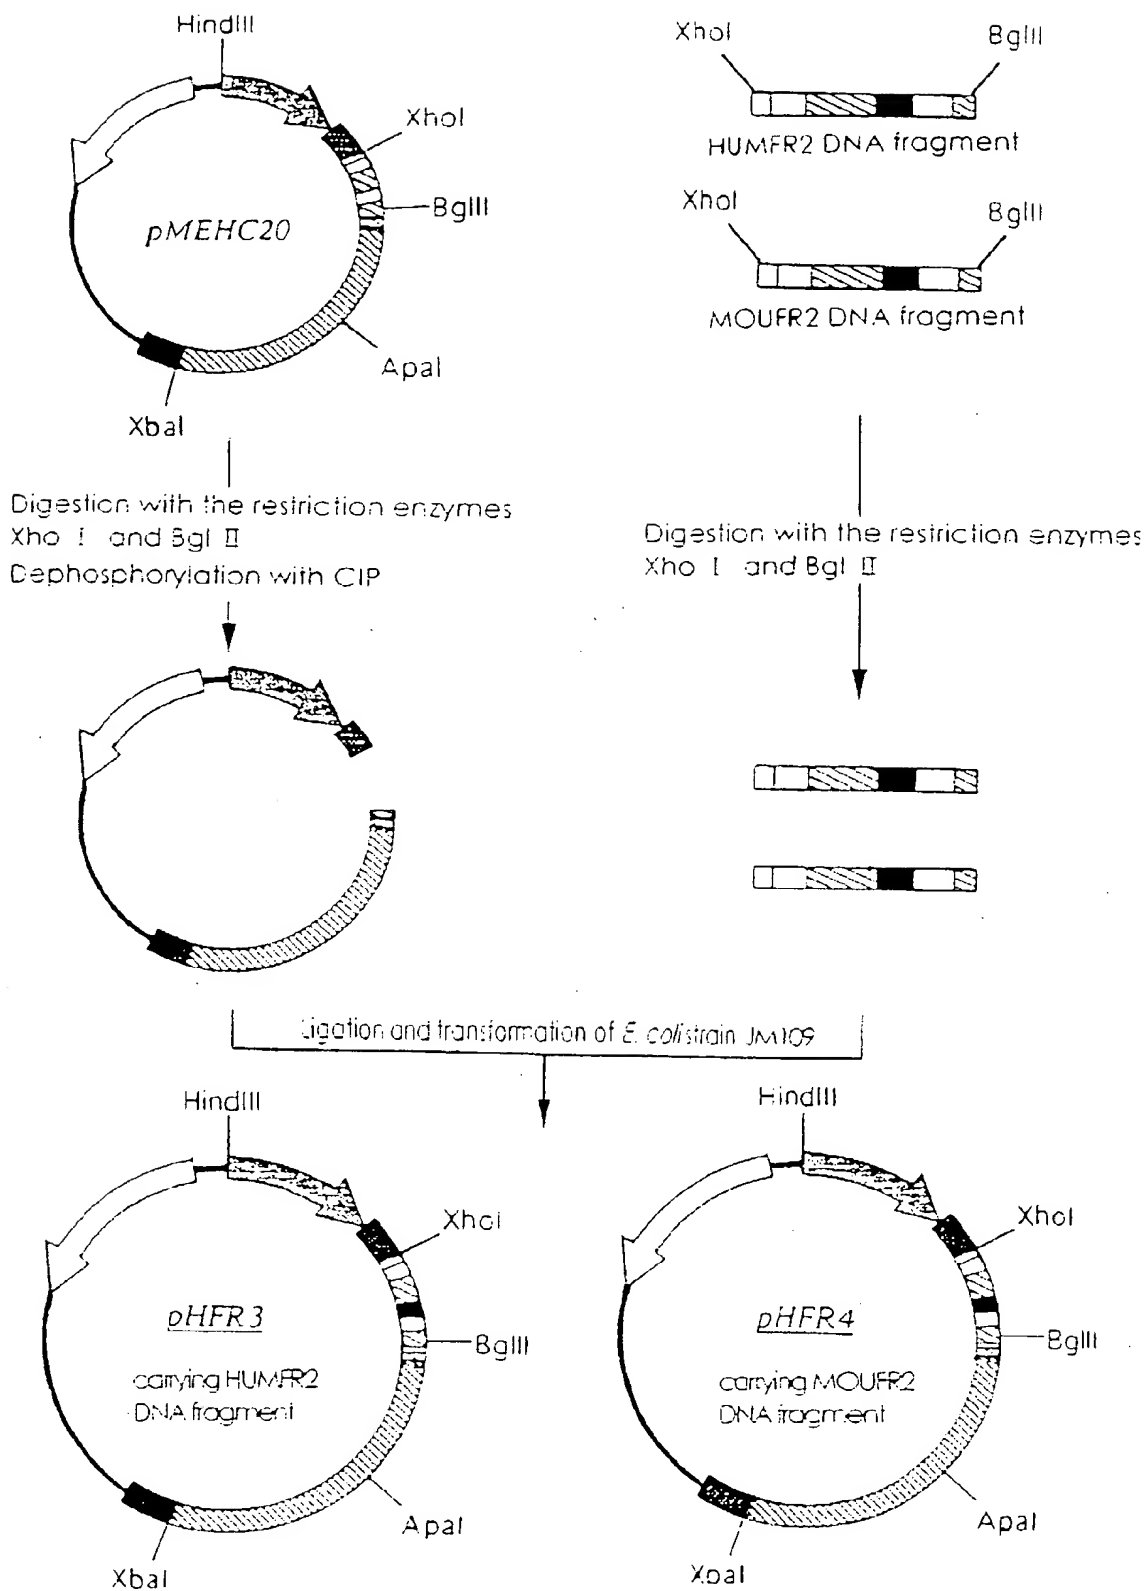 HindIII
XhoI
BglII
pMEHC20
ApaI
XbaI
XhoI
BglII
HUMFR2 DNA fragment
XhoI
BglII
MOUFR2 DNA fragment
Digestion with the restriction enzymes
Xho I and Bgl II
Dephosphorylation with CIP
Digestion with the restriction enzymes
Xho I and Bgl II
Ligation and transformation of E. coli strain JM109
HindIII
XhoI
pHFR3
BglII
carrying HUMFR2
DNA fragment
ApaI
XbaI
HindIII
XhoI
pHFR4
BglII
carrying MOUFR2
DNA fragment
ApaI
XbaI